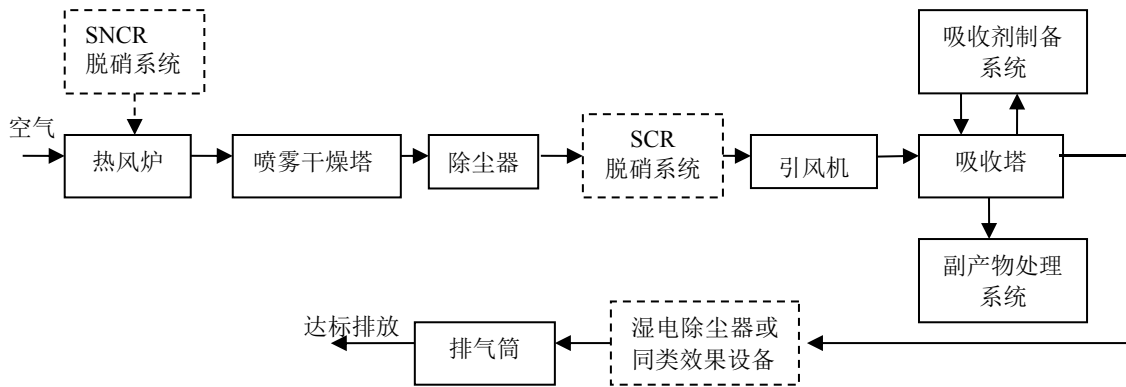 SNCR
脱硝系统
吸收剂制备
系统
空气
热风炉
喷雾干燥塔
除尘器
SCR
脱硝系统
引风机
吸收塔
副产物处理
系统
达标排放
排气筒
湿电除尘器或
同类效果设备